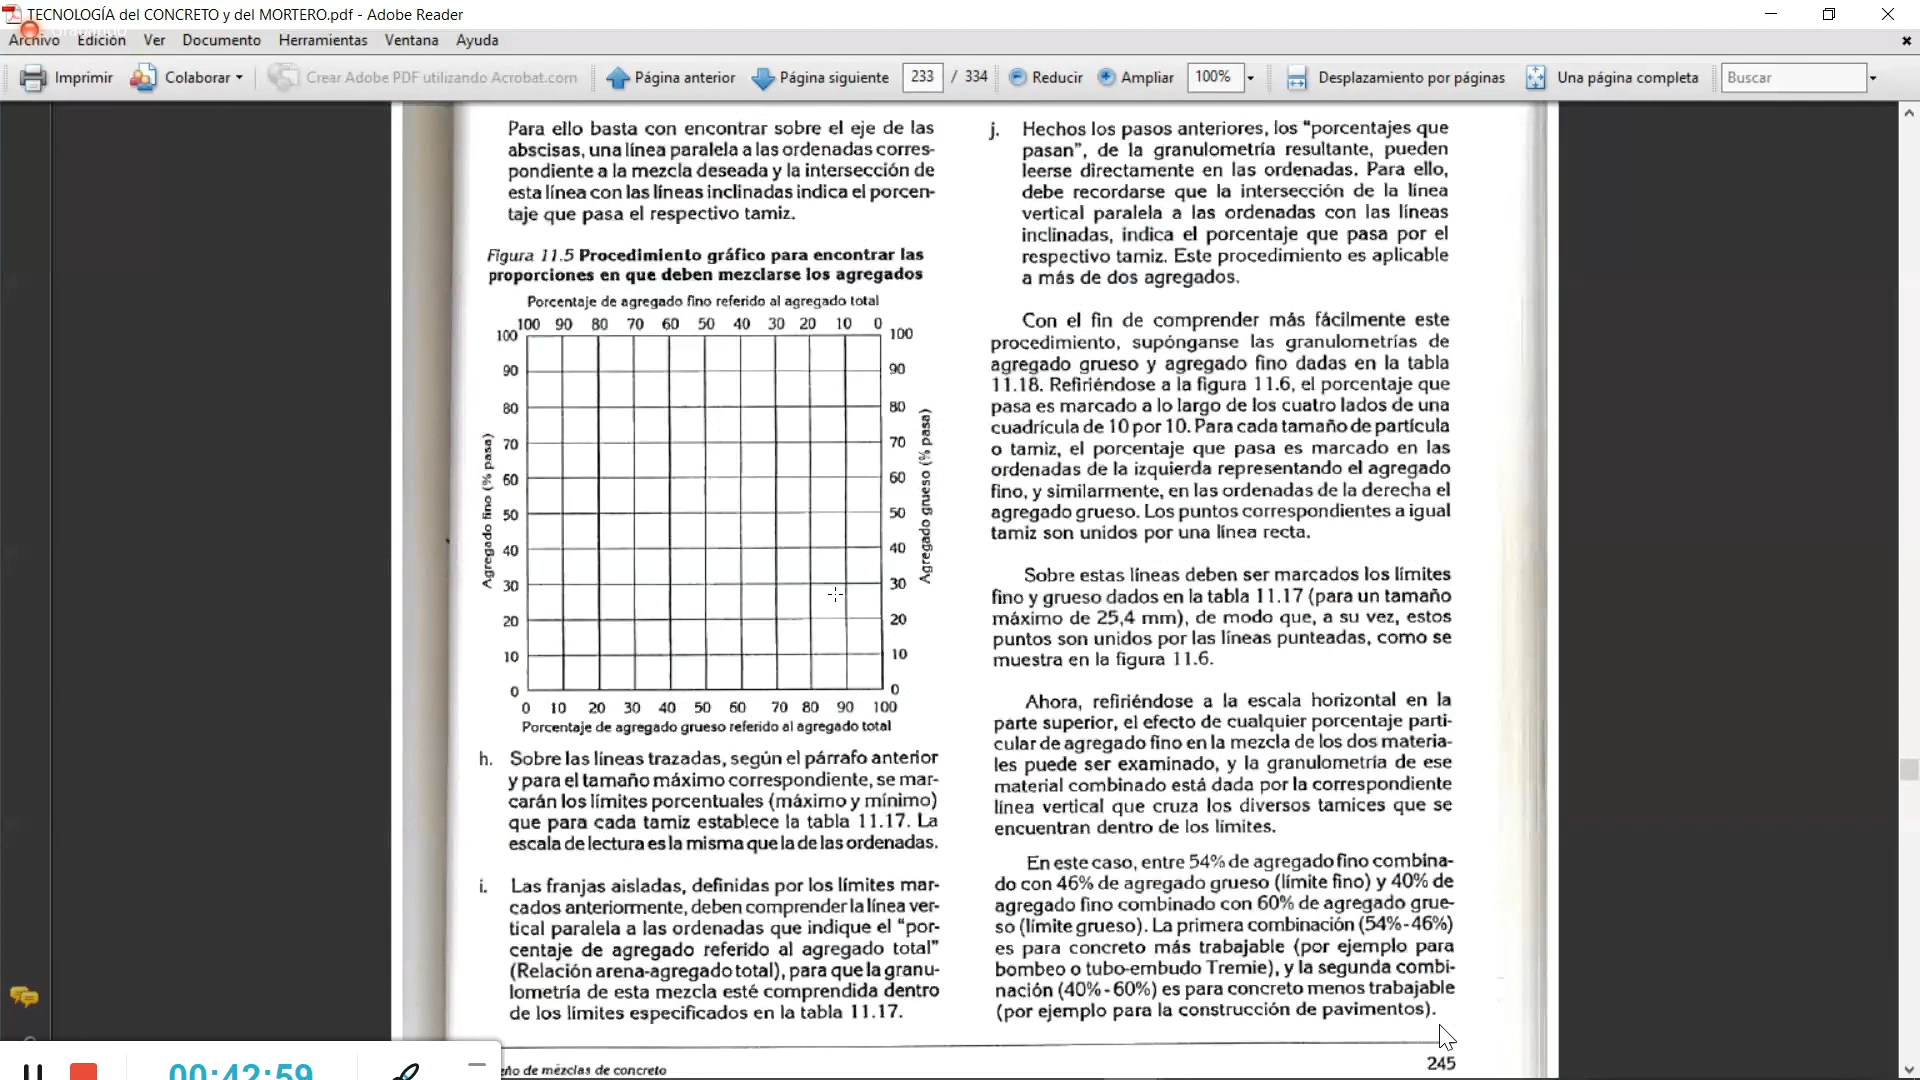 TECNOLOGÍA del CONCRETO y del MORTERO.pdf - Adobe Reader
Archivo Edición Ver Documento Herramientas Ventana Ayuda
Imprimir Colaborar Crear Adobe PDF utilizando Acrobat.com Página anterior Página siguiente 233 / 334 Reducir Ampliar 100% Desplazamiento por páginas Una página completa Buscar
Para ello basta con encontrar sobre el eje de las
abscisas, una línea paralela a las ordenadas corres-
pondiente a la mezcla deseada y la intersección de
esta línea con las líneas inclinadas indica el porcen-
taje que pasa el respectivo tamiz.
Figura 11.5 Procedimiento gráfico para encontrar las
proporciones en que deben mezclarse los agregados
Porcentaje de agregado fino referido al agregado total
100 90 80 70 60 50 40 30 20 10 0
Agregado fino (% pasa)
100
90
80
70
60
50
40
30
20
10
0
100
90
80
70
60
50
40
30
20
10
0
Agregado grueso (% pasa)
0 10 20 30 40 50 60 70 80 90 100
Porcentaje de agregado grueso referido al agregado total
h. Sobre las líneas trazadas, según el párrafo anterior
y para el tamaño máximo correspondiente, se mar-
carán los límites porcentuales (máximo y mínimo)
que para cada tamiz establece la tabla 11.17. La
escala de lectura es la misma que la de las ordenadas.
i. Las franjas aisladas, definidas por los límites mar-
cados anteriormente, deben comprender la línea ver-
tical paralela a las ordenadas que indique el "por-
centaje de agregado referido al agregado total"
(Relación arena-agregado total), para que la granu-
lometría de esta mezcla esté comprendida dentro
de los límites especificados en la tabla 11.17.
j. Hechos los pasos anteriores, los "porcentajes que
pasan", de la granulometría resultante, pueden
leerse directamente en las ordenadas. Para ello,
debe recordarse que la intersección de la línea
vertical paralela a las ordenadas con las líneas
inclinadas, indica el porcentaje que pasa por el
respectivo tamiz. Este procedimiento es aplicable
a más de dos agregados.
Con el fin de comprender más fácilmente este
procedimiento, supónganse las granulometrías de
agregado grueso y agregado fino dadas en la tabla
11.18. Refiriéndose a la figura 11.6, el porcentaje que
pasa es marcado a lo largo de los cuatro lados de una
cuadrícula de 10 por 10. Para cada tamaño de partícula
o tamiz, el porcentaje que pasa es marcado en las
ordenadas de la izquierda representando el agregado
fino, y similarmente, en las ordenadas de la derecha el
agregado grueso. Los puntos correspondientes a igual
tamiz son unidos por una línea recta.
Sobre estas líneas deben ser marcados los límites
fino y grueso dados en la tabla 11.17 (para un tamaño
máximo de 25,4 mm), de modo que, a su vez, estos
puntos son unidos por las líneas punteadas, como se
muestra en la figura 11.6.
Ahora, refiriéndose a la escala horizontal en la
parte superior, el efecto de cualquier porcentaje parti-
cular de agregado fino en la mezcla de los dos materia-
les puede ser examinado, y la granulometría de ese
material combinado está dada por la correspondiente
línea vertical que cruza los diversos tamices que se
encuentran dentro de los límites.
En este caso, entre 54% de agregado fino combina-
do con 46% de agregado grueso (límite fino) y 40% de
agregado fino combinado con 60% de agregado grue-
so (límite grueso). La primera combinación (54%-46%)
es para concreto más trabajable (por ejemplo para
bombeo o tubo-embudo Tremie), y la segunda combi-
nación (40%-60%) es para concreto menos trabajable
(por ejemplo para la construcción de pavimentos).
de mezclas de concreto
245
00:42:59